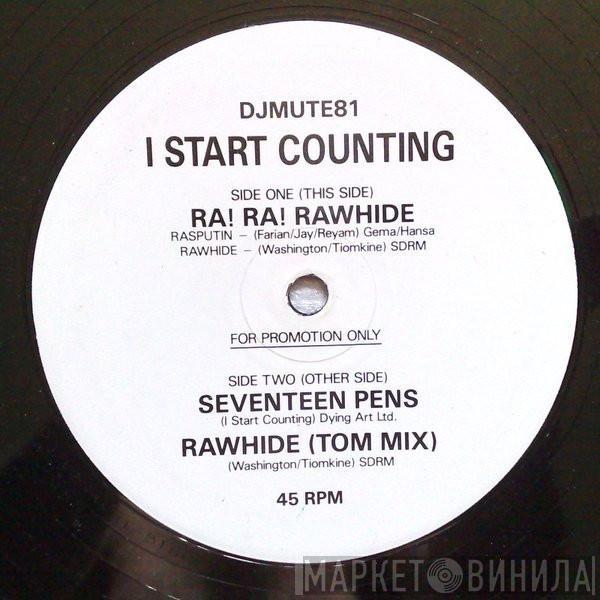 DJMUTE81
I START COUNTING
SIDE ONE (THIS SIDE)
RA! RA! RAWHIDE
RASPUTIN – (Farian/Jay/Reyam) Gema/Hansa
RAWHIDE – (Washington/Tiomkine) SDRM
FOR PROMOTION ONLY
SIDE TWO (OTHER SIDE)
SEVENTEEN PENS
(I Start Counting) Dying Art Ltd.
RAWHIDE (TOM MIX)
(Washington/Tiomkine) SDRM
45 RPM
МАРКЕТ ВИНИЛА